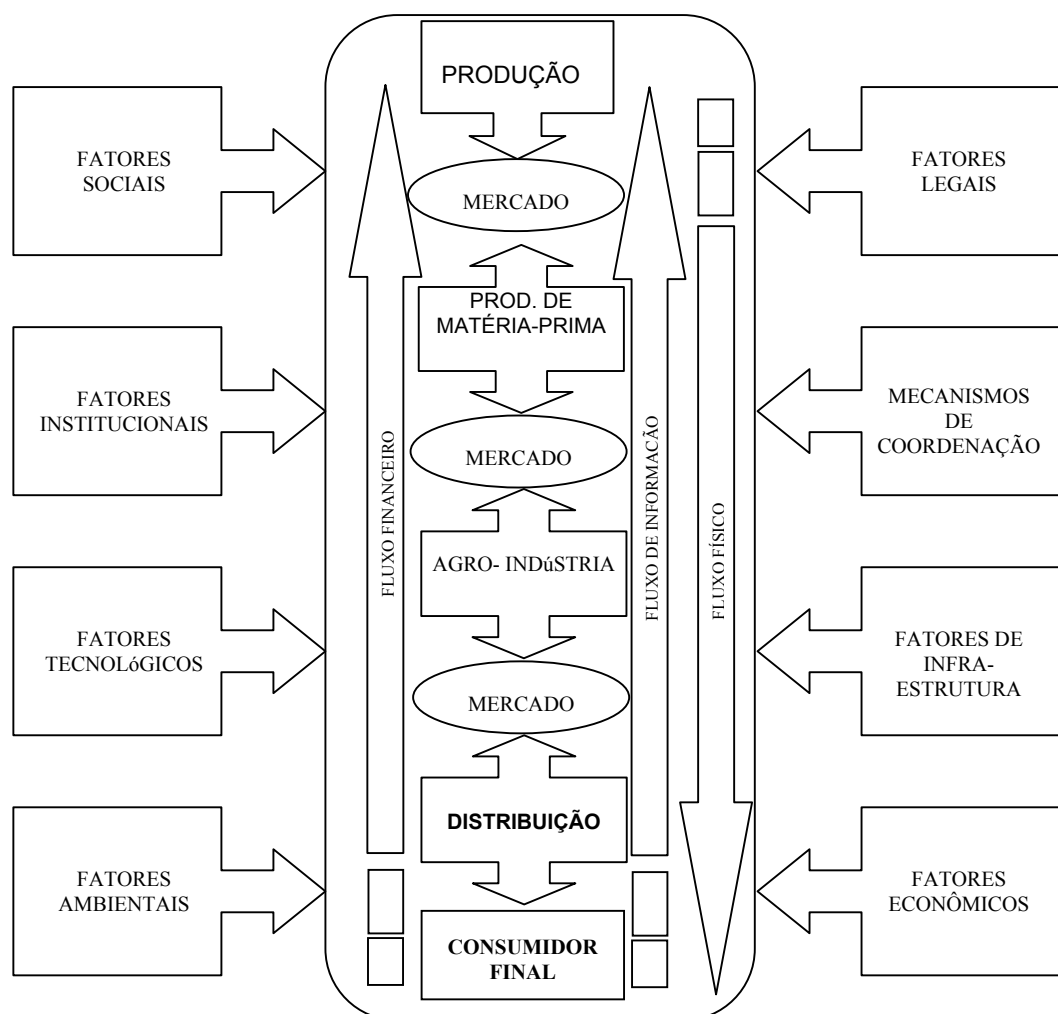 PRODUÇÃO
FATORES
SOCIAIS
MERCADO
FATORES
LEGAIS
PROD. DE
MATÉRIA-PRIMA
FATORES
INSTITUCIONAIS
MERCADO
MECANISMOS
DE
COORDENAÇÃO
FLUXO FINANCEIRO
FLUXO DE INFORMAÇÃO
FLUXO FÍSICO
AGRO- INDúSTRIA
FATORES
TECNOLóGICOS
MERCADO
FATORES DE
INFRA-
ESTRUTURA
DISTRIBUIÇÃO
FATORES
AMBIENTAIS
CONSUMIDOR
FINAL
FATORES
ECONÔMICOS